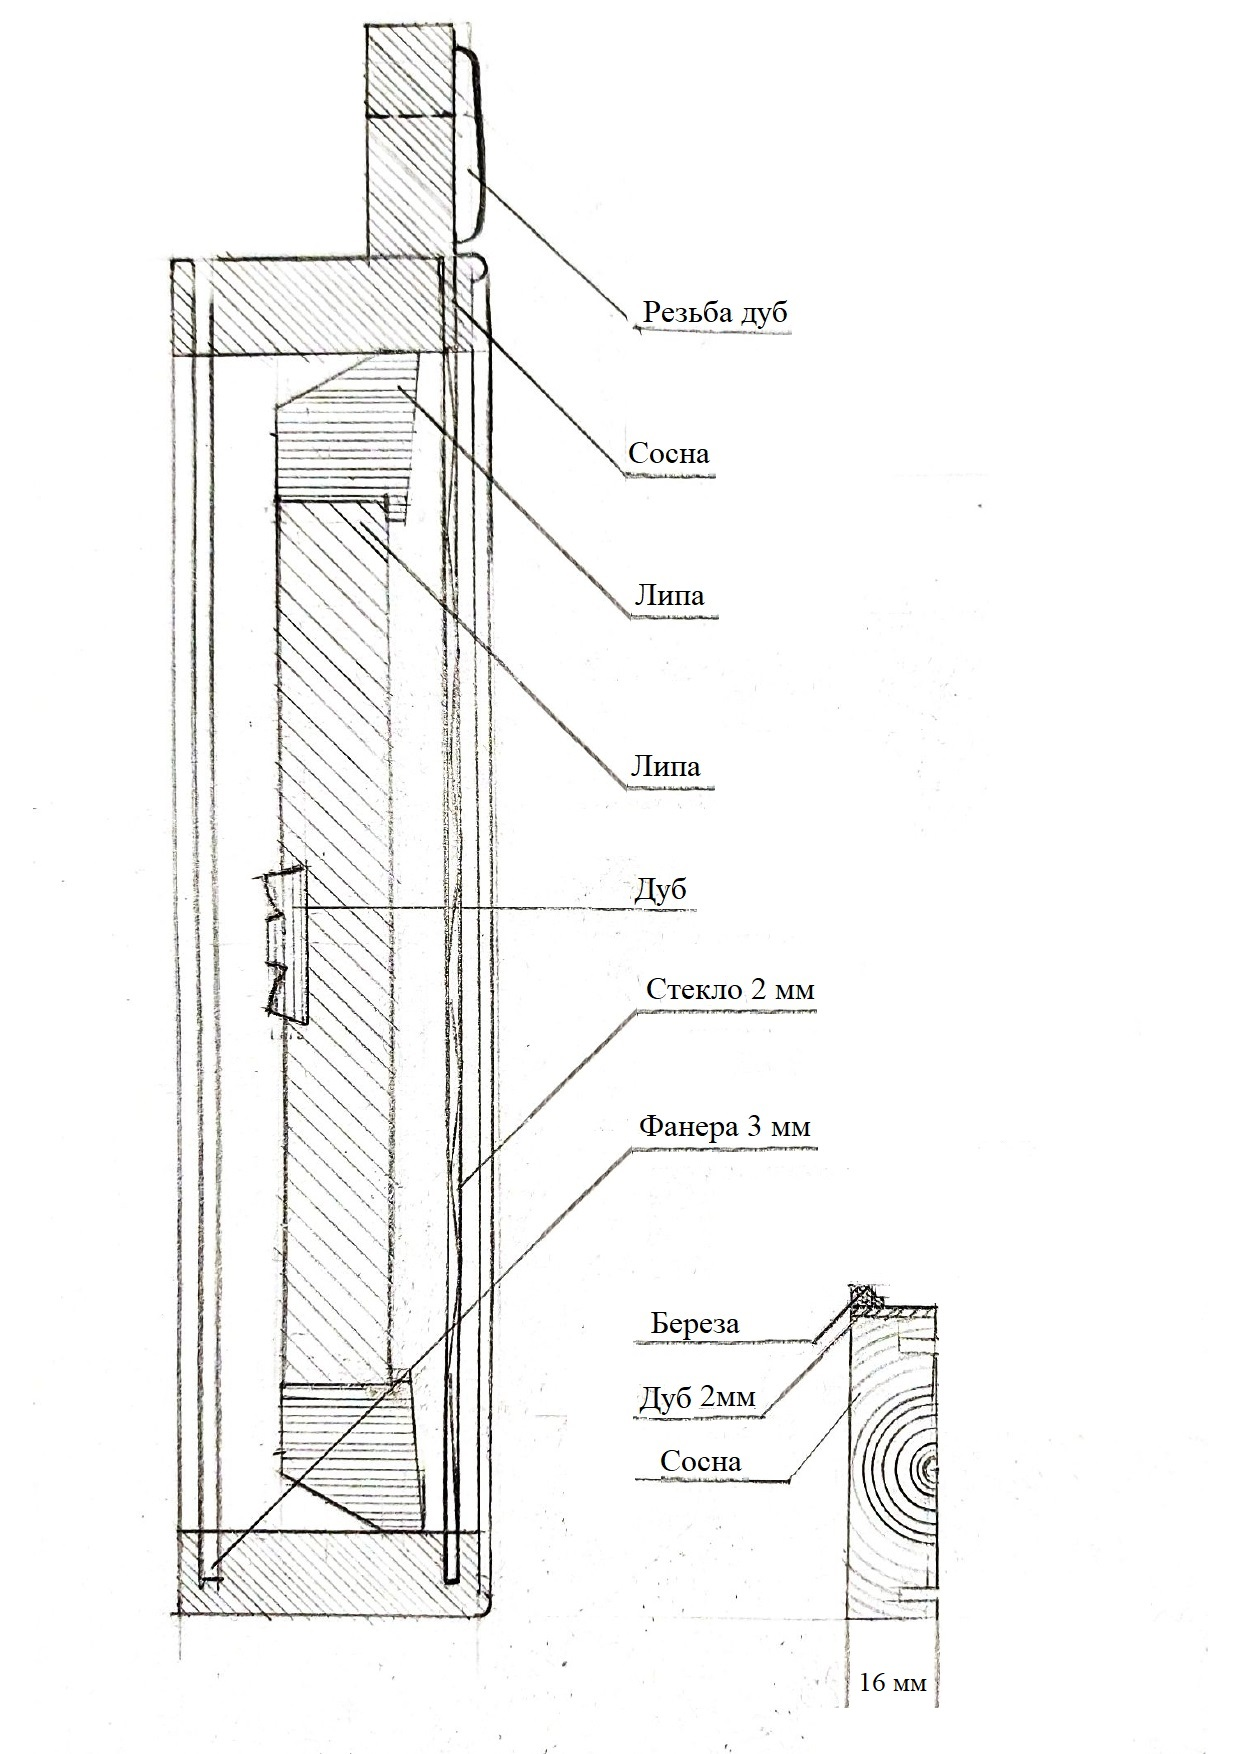 Резьба дуб
Сосна
Липа
Липа
Дуб
Стекло 2 мм
Фанера 3 мм
Береза
Дуб 2мм
Сосна
16 мм